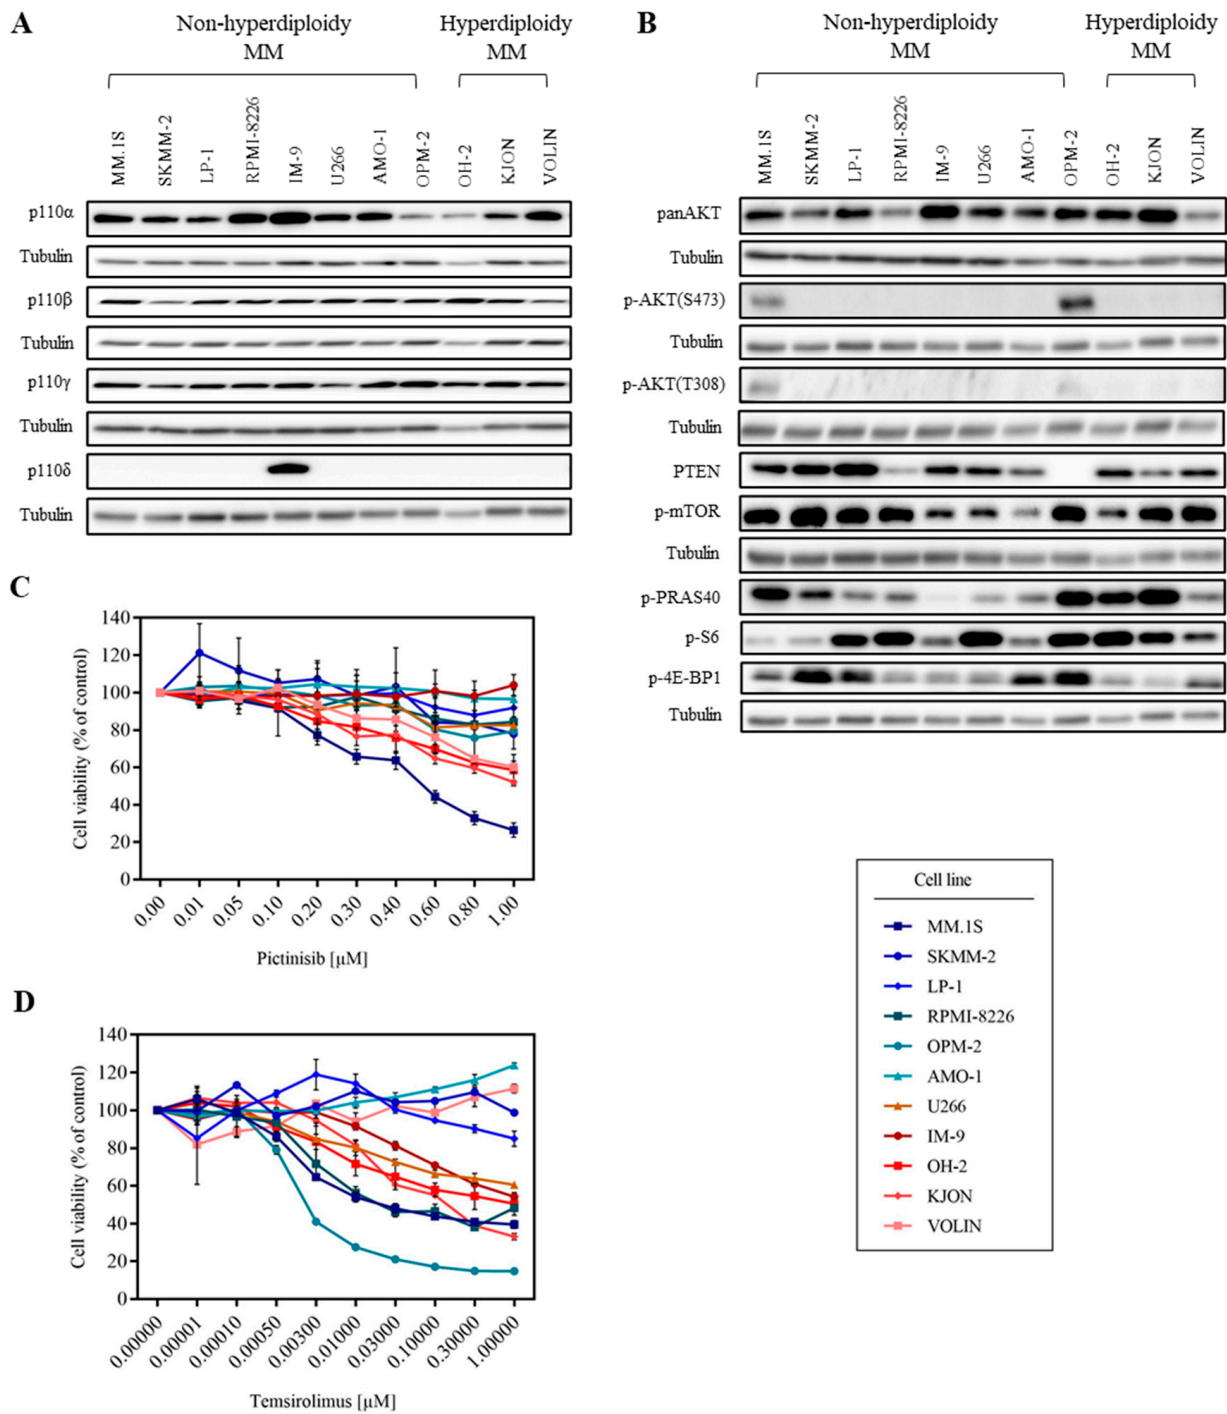 A
Non-hyperdiploidy
MM
Hyperdiploidy
MM
MM.1S
SKMM-2
LP-1
RPMI-8226
IM-9
U266
AMO-1
OPM-2
OH-2
KJON
VOLIN
p110α
Tubulin
p110β
Tubulin
p110γ
Tubulin
p110δ
Tubulin
B
Non-hyperdiploidy
MM
Hyperdiploidy
MM
MM.1S
SKMM-2
LP-1
RPMI-8226
IM-9
U266
AMO-1
OPM-2
OH-2
KJON
VOLIN
panAKT
Tubulin
p-AKT(S473)
Tubulin
p-AKT(T308)
Tubulin
PTEN
p-mTOR
Tubulin
p-PRAS40
p-S6
p-4E-BP1
Tubulin
C
Cell viability (% of control)
140
120
100
80
60
40
20
0
0.00
0.01
0.05
0.10
0.20
0.30
0.40
0.60
0.80
1.00
Pictinisib [µM]
D
Cell viability (% of control)
140
120
100
80
60
40
20
0
0.00000
0.00001
0.00010
0.00050
0.00300
0.01000
0.03000
0.10000
0.30000
1.00000
Temsirolimus [µM]
Cell line
MM.1S
SKMM-2
LP-1
RPMI-8226
OPM-2
AMO-1
U266
IM-9
OH-2
KJON
VOLIN